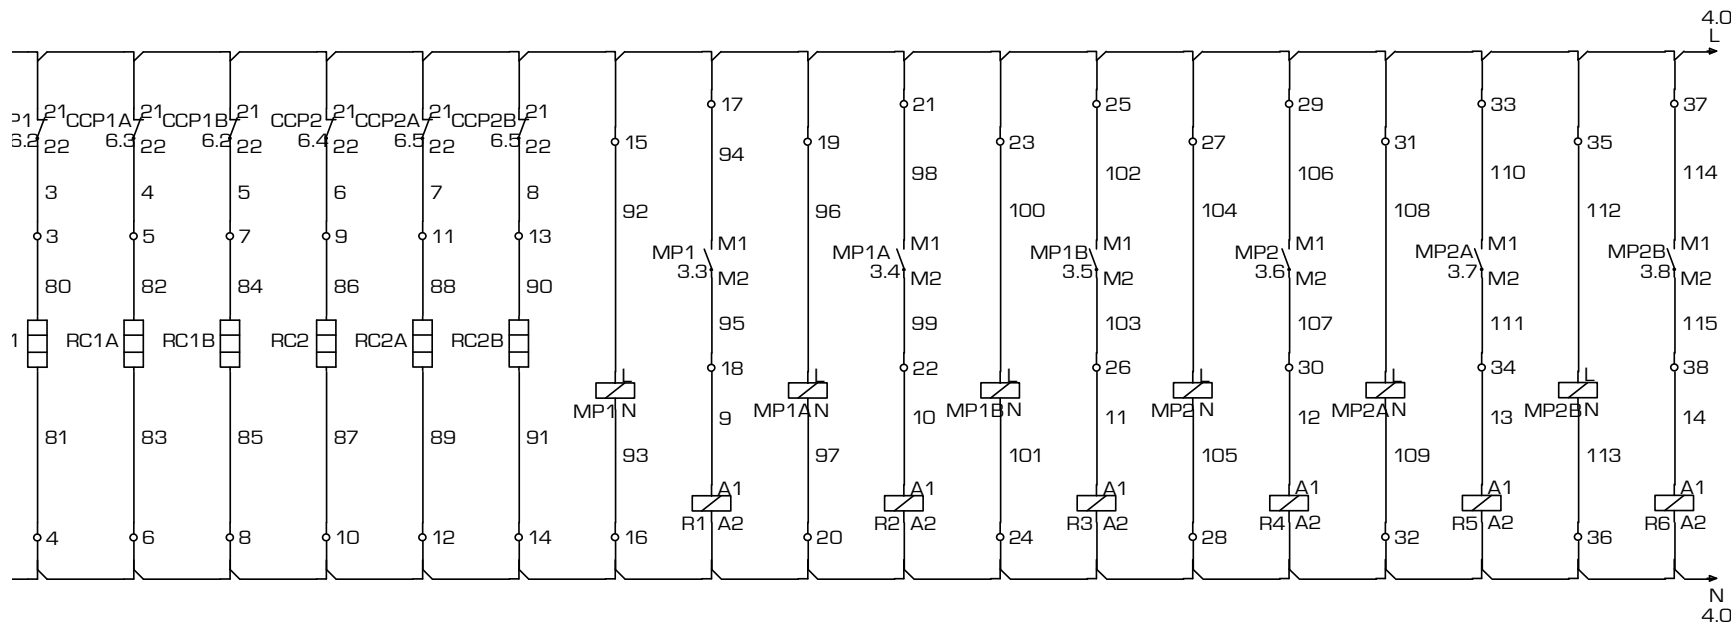 4.0
L
21 21 21 21 21 21 17 21 25 29 33 37
P1 CCP1A CCP1B CCP2 CCP2A CCP2B
6.2 6.3 6.2 6.4 6.5 6.5
22 22 22 22 22 22 15 19 23 27 31 35
94 98 102 106 110 114
3 4 5 6 7 8
92 96 100 104 108 112
3 5 7 9 11 13
M1 M1 M1 M1 M1 M1
MP1 MP1A MP1B MP2 MP2A MP2B
3.3 3.4 3.5 3.6 3.7 3.8
M2 M2 M2 M2 M2 M2
80 82 84 86 88 90
95 99 103 107 111 115
1 RC1A RC1B RC2 RC2A RC2B
18 22 26 30 34 38
L L L L L L
MP1 N MP1A N MP1B N MP2 N MP2A N MP2B N
9 10 11 12 13 14
81 83 85 87 89 91
93 97 101 105 109 113
A1 A1 A1 A1 A1 A1
R1 A2 R2 A2 R3 A2 R4 A2 R5 A2 R6 A2
4 6 8 10 12 14 16 20 24 28 32 36
N
4.0